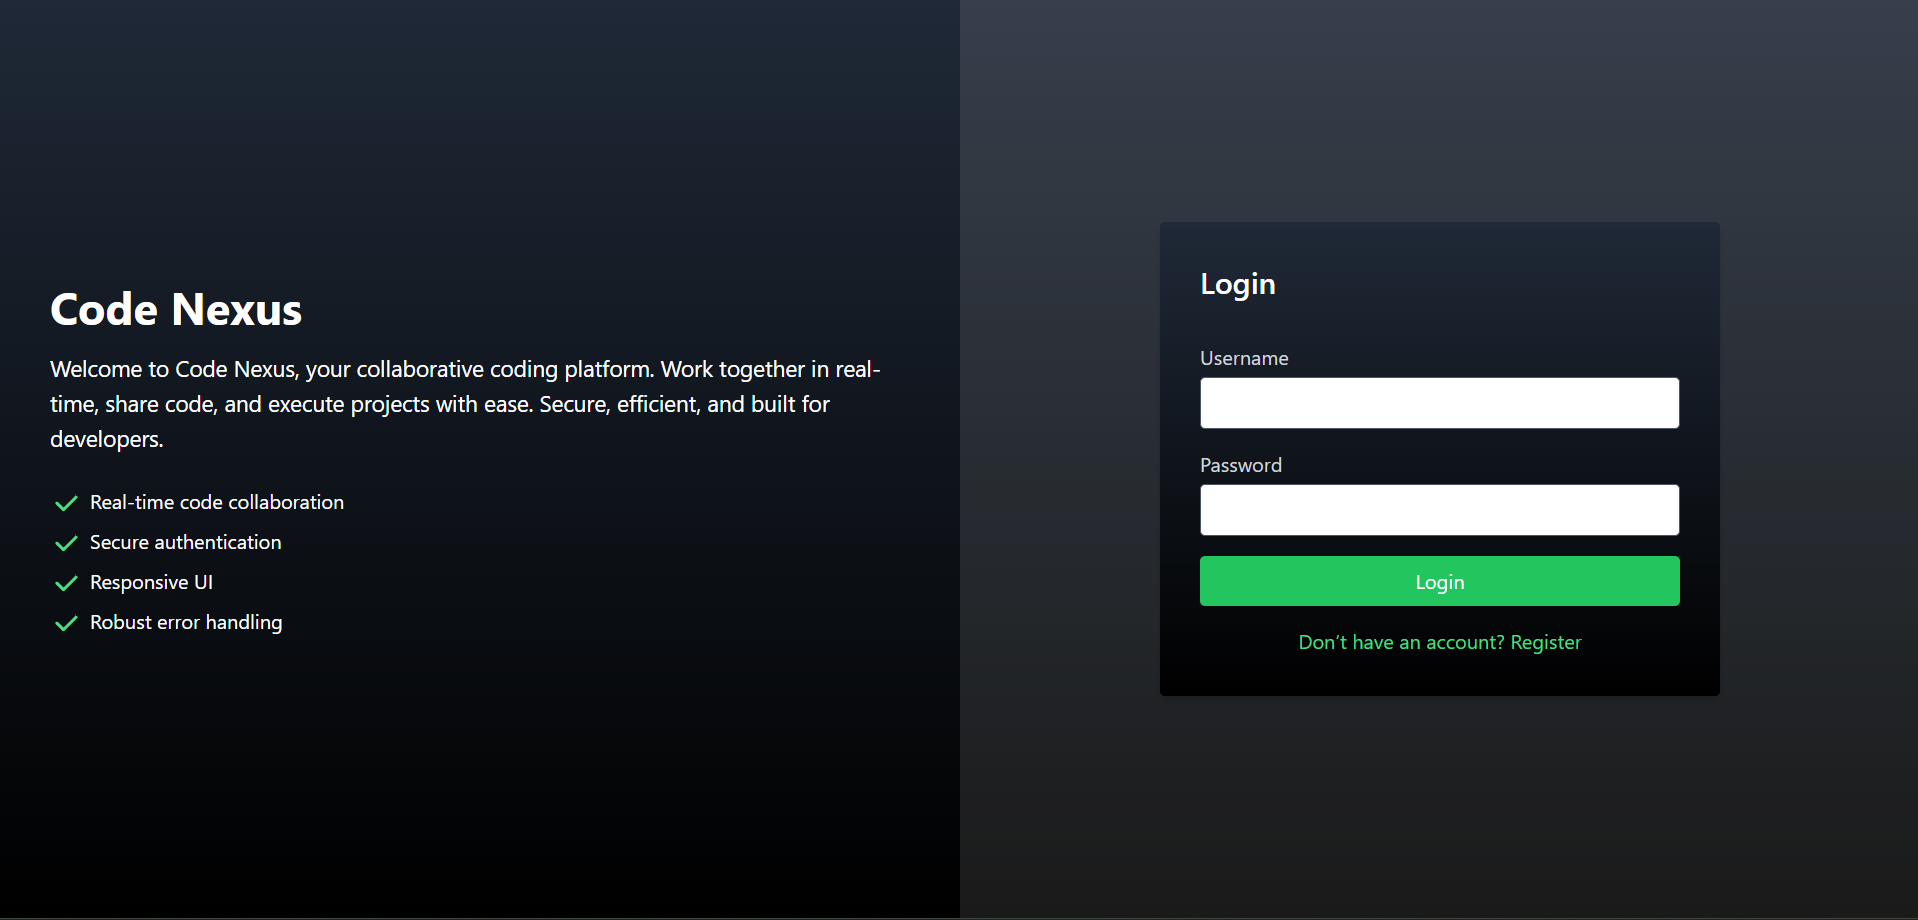 Code Nexus
Welcome to Code Nexus, your collaborative coding platform. Work together in real-
time, share code, and execute projects with ease. Secure, efficient, and built for
developers.
Real-time code collaboration
Secure authentication
Responsive UI
Robust error handling
Login
Username
Password
Login
Don’t have an account? Register